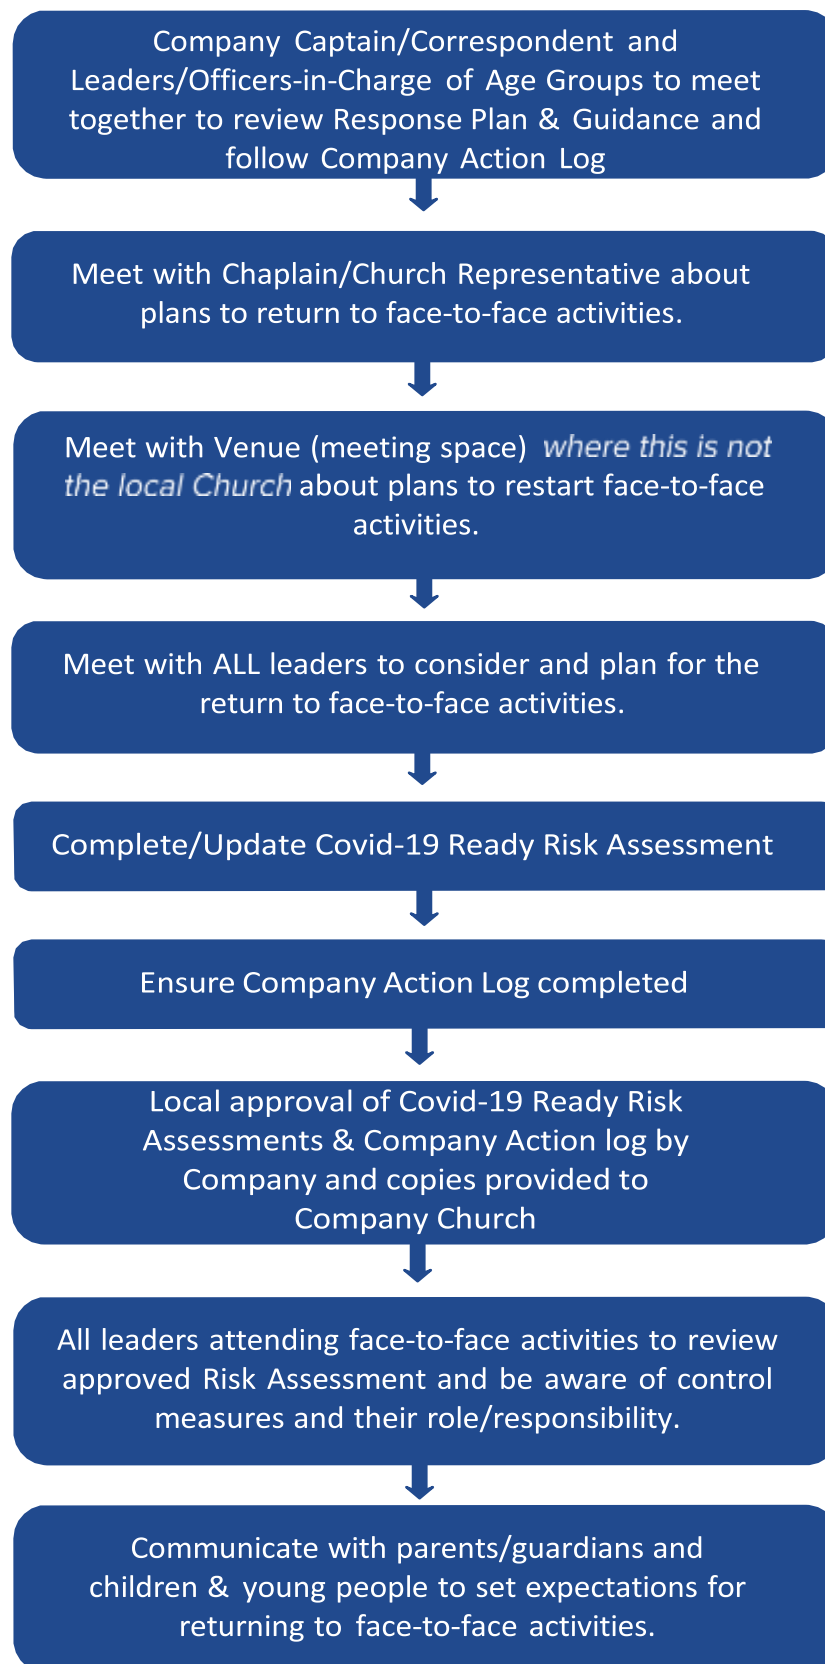 Company Captain/Correspondent and
Leaders/Officers-in-Charge of Age Groups to meet
together to review Response Plan & Guidance and
follow Company Action Log
Meet with Chaplain/Church Representative about
plans to return to face-to-face activities.
Meet with Venue (meeting space) where this is not
the local Church about plans to restart face-to-face
activities.
Meet with ALL leaders to consider and plan for the
return to face-to-face activities.
Complete/Update Covid-19 Ready Risk Assessment
Ensure Company Action Log completed
Local approval of Covid-19 Ready Risk
Assessments & Company Action log by
Company and copies provided to
Company Church
All leaders attending face-to-face activities to review
approved Risk Assessment and be aware of control
measures and their role/responsibility.
Communicate with parents/guardians and
children & young people to set expectations for
returning to face-to-face activities.